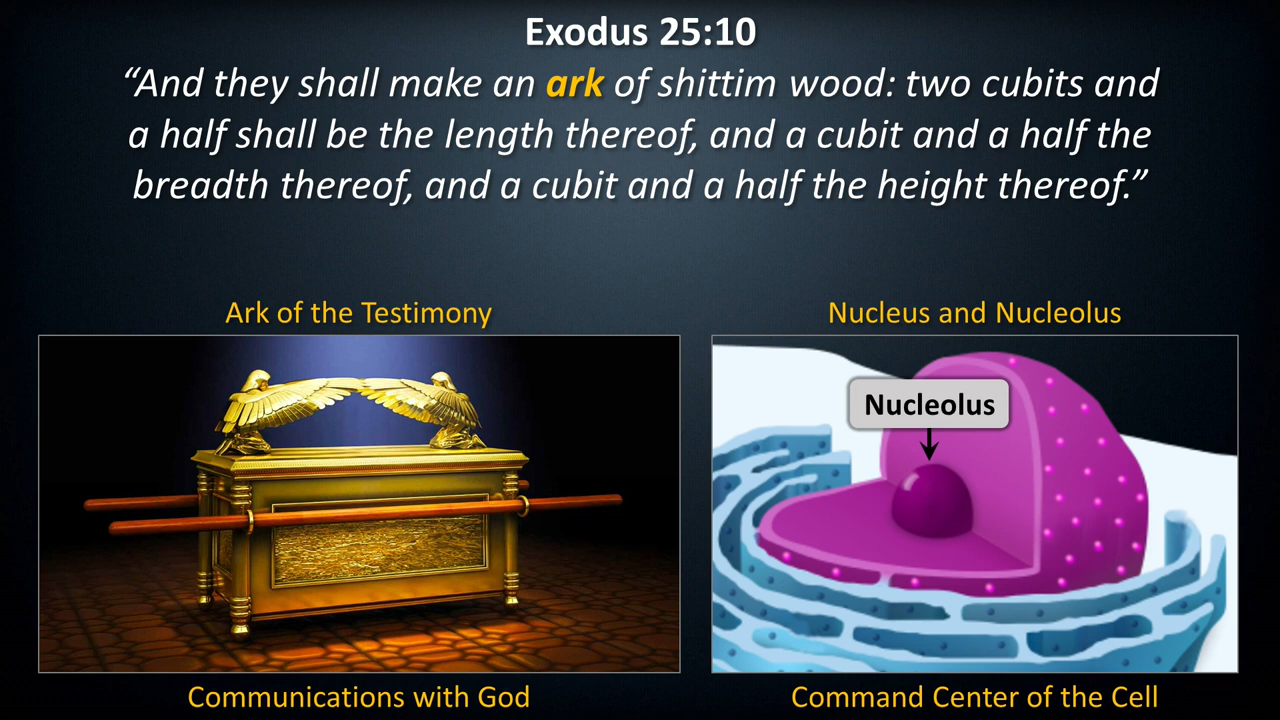 Exodus 25:10
“And they shall make an ark of shittim wood: two cubits and
a half shall be the length thereof, and a cubit and a half the
breadth thereof, and a cubit and a half the height thereof.”
Ark of the Testimony
Nucleus and Nucleolus
Nucleolus
Communications with God
Command Center of the Cell